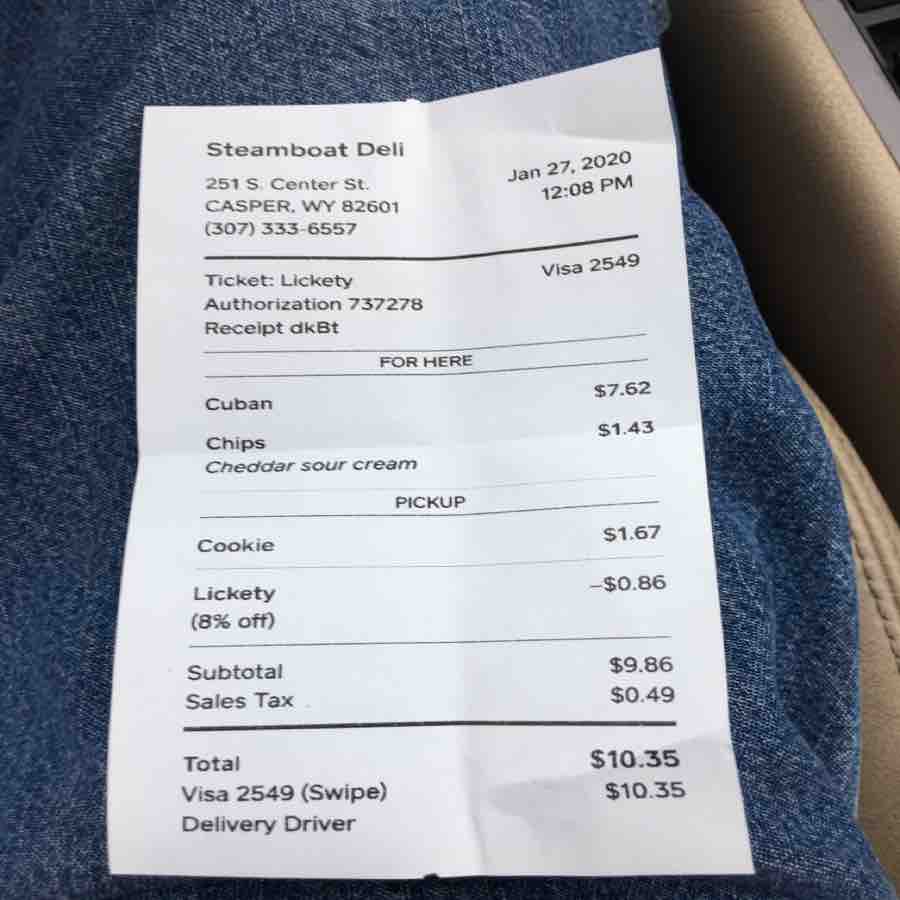 Steamboat Deli
Jan 27, 2020
251 S. Center St.
12:08 PM
CASPER, WY 82601
(307) 333-6557
Ticket: Lickety Visa 2549
Authorization 737278
Receipt dkBt
FOR HERE
Cuban $7.62
Chips $1.43
Cheddar sour cream
PICKUP
Cookie $1.67
Lickety −$0.86
(8% off)
Subtotal $9.86
Sales Tax $0.49
Total $10.35
Visa 2549 (Swipe) $10.35
Delivery Driver